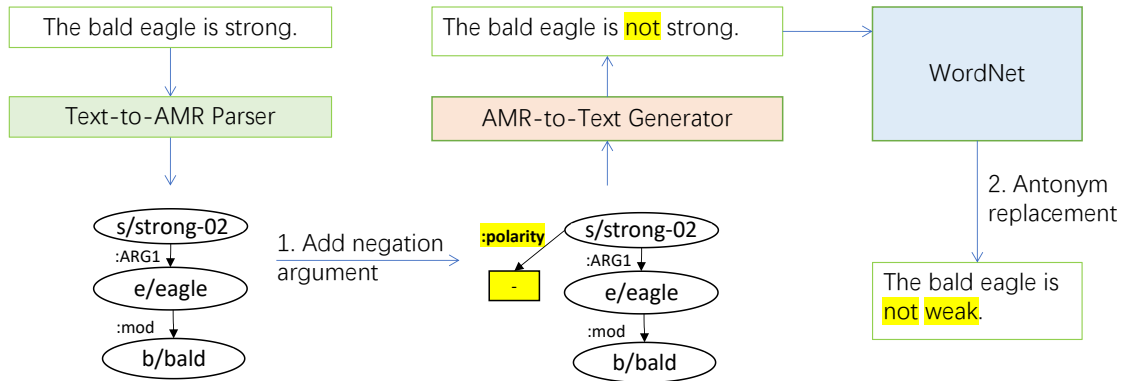 The bald eagle is strong.
Text-to-AMR Parser
s/strong-02
:ARG1
e/eagle
:mod
b/bald
1. Add negation
argument
The bald eagle is not strong.
AMR-to-Text Generator
:polarity
-
s/strong-02
:ARG1
e/eagle
:mod
b/bald
WordNet
2. Antonym
replacement
The bald eagle is
not weak.